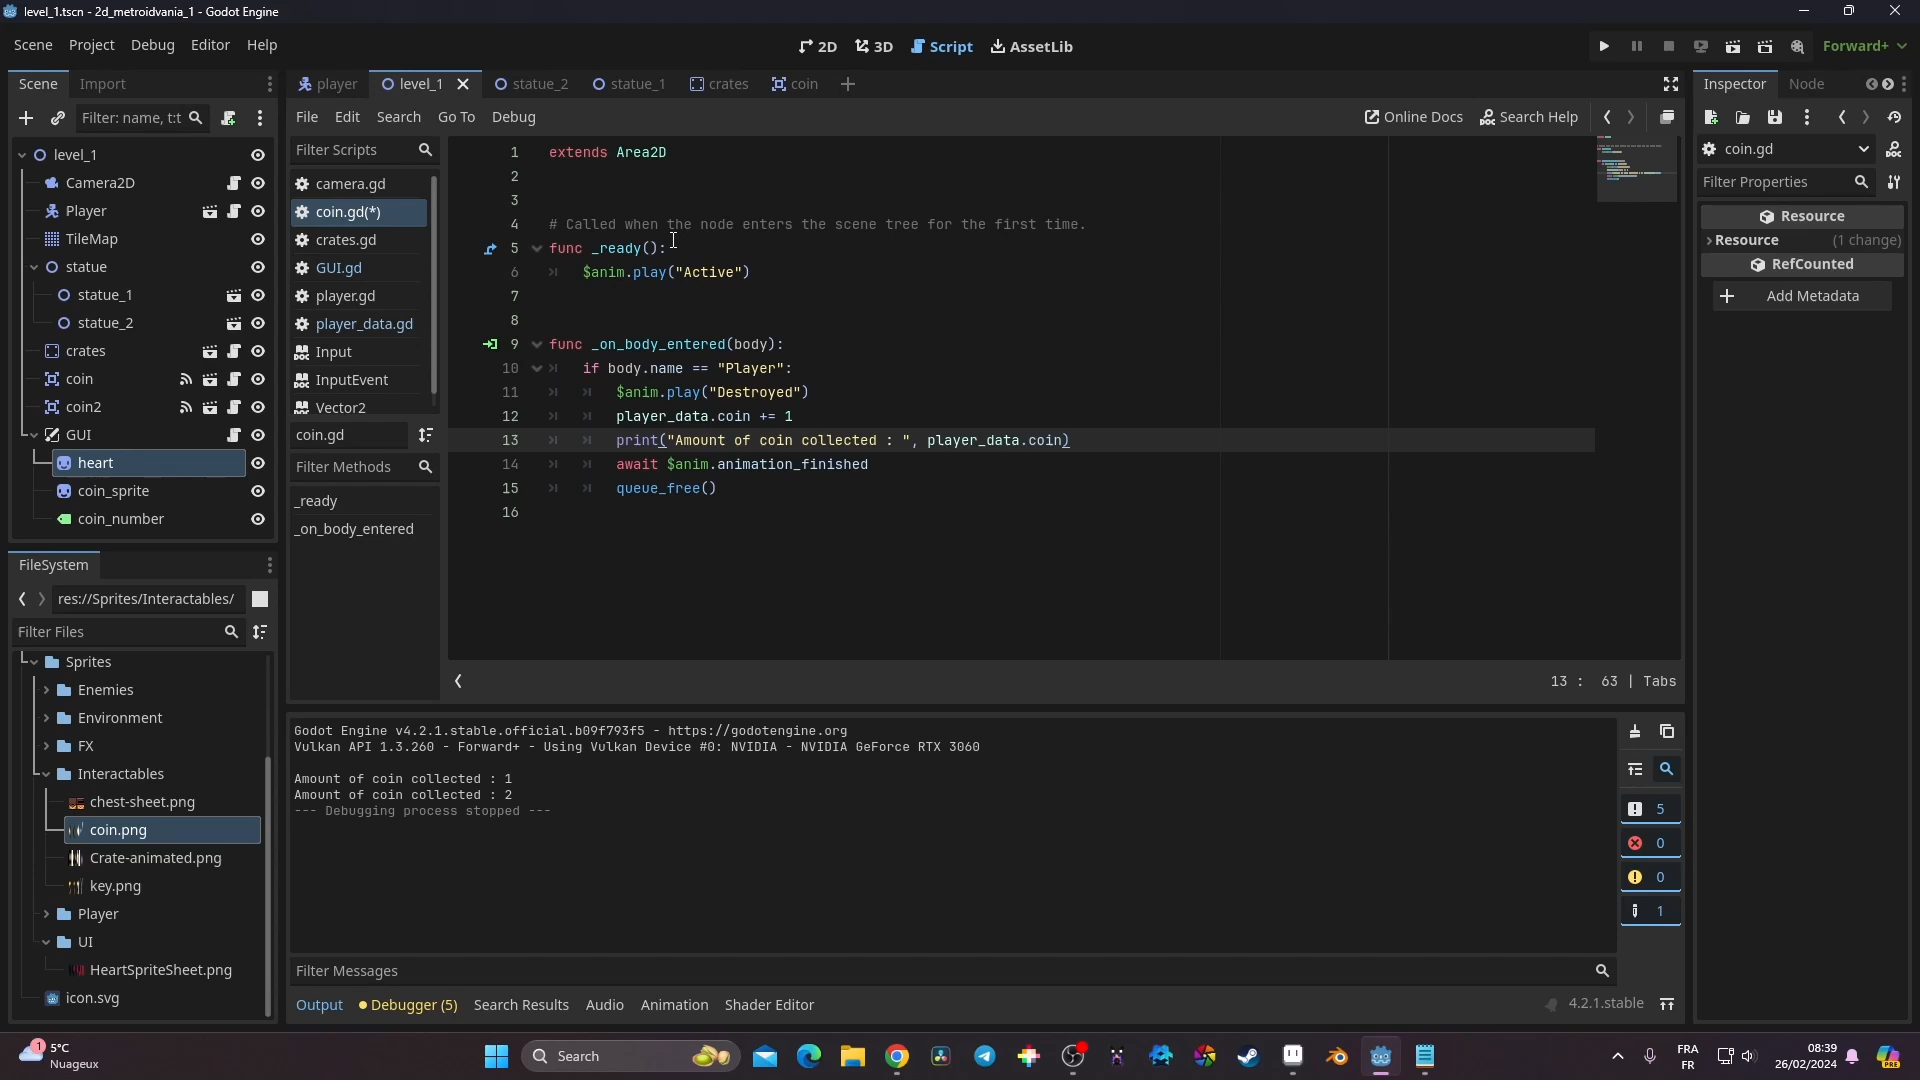 level_1.tscn - 2d_metroidvania_1 - Godot Engine
Scene Project Debug Editor Help
2D 3D Script AssetLib
Forward+
Scene Import
Filter: name, t:t
level_1
Camera2D
Player
TileMap
statue
statue_1
statue_2
crates
coin
coin2
GUI
heart
coin_sprite
coin_number
FileSystem
res://Sprites/Interactables/
Filter Files
Sprites
Enemies
Environment
FX
Interactables
chest-sheet.png
coin.png
Crate-animated.png
key.png
Player
UI
HeartSpriteSheet.png
icon.svg
player level_1 statue_2 statue_1 crates coin
File Edit Search Go To Debug
Online Docs Search Help
Filter Scripts
camera.gd
coin.gd(*)
crates.gd
GUI.gd
player.gd
player_data.gd
Input
InputEvent
Vector2
coin.gd
Filter Methods
_ready
_on_body_entered
1 extends Area2D
2
3
4 # Called when the node enters the scene tree for the first time.
5 func _ready():
6 $anim.play("Active")
7
8
9 func _on_body_entered(body):
10 if body.name == "Player":
11 $anim.play("Destroyed")
12 player_data.coin += 1
13 print("Amount of coin collected : ", player_data.coin)
14 await $anim.animation_finished
15 queue_free()
16
13 : 63 | Tabs
Godot Engine v4.2.1.stable.official.b09f793f5 - https://godotengine.org
Vulkan API 1.3.260 - Forward+ - Using Vulkan Device #0: NVIDIA - NVIDIA GeForce RTX 3060
Amount of coin collected : 1
Amount of coin collected : 2
--- Debugging process stopped ---
5
0
0
1
Filter Messages
Output Debugger (5) Search Results Audio Animation Shader Editor
4.2.1.stable
Inspector Node
coin.gd
Filter Properties
Resource
Resource (1 change)
RefCounted
Add Metadata
1
5°C
Nuageux
Search
FRA
FR
08:39
26/02/2024
PRE